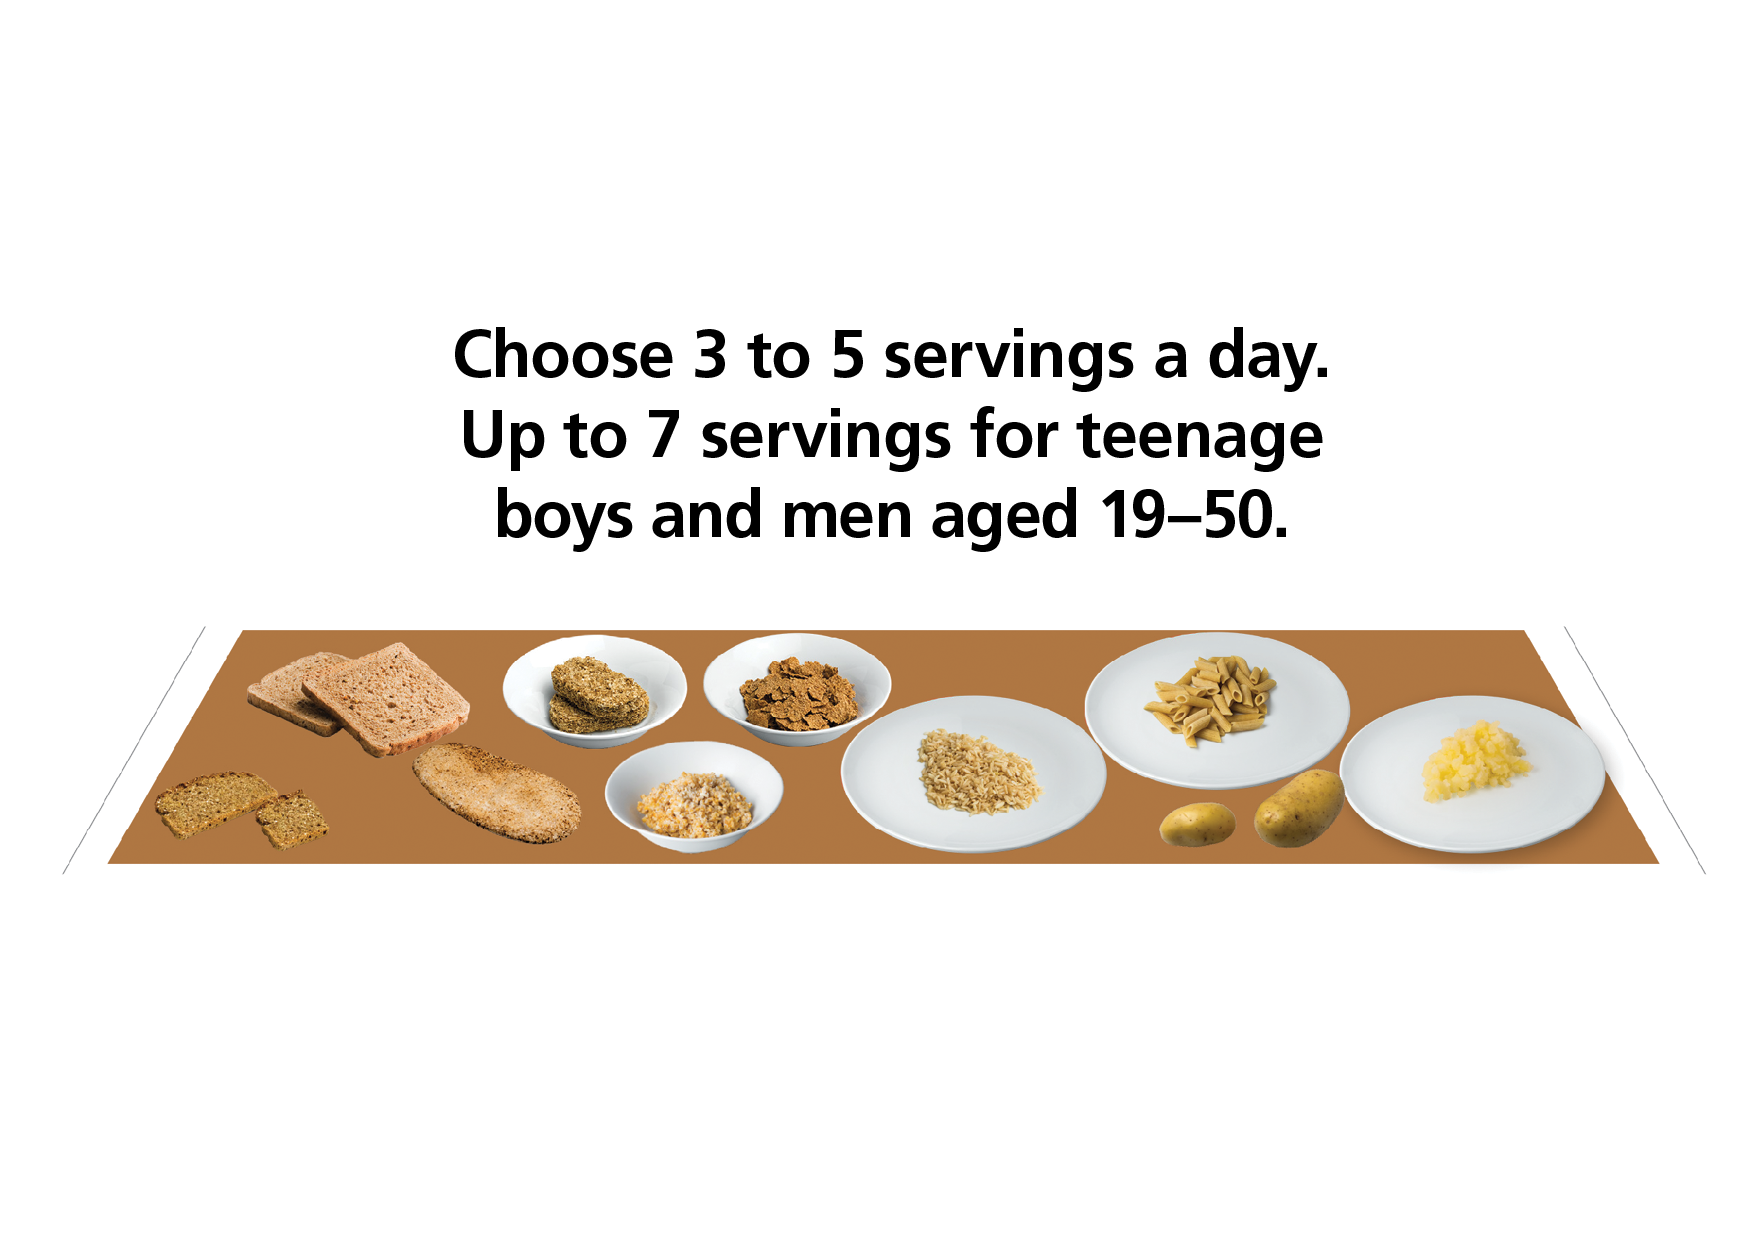 Choose 3 to 5 servings a day.
Up to 7 servings for teenage
boys and men aged 19–50.